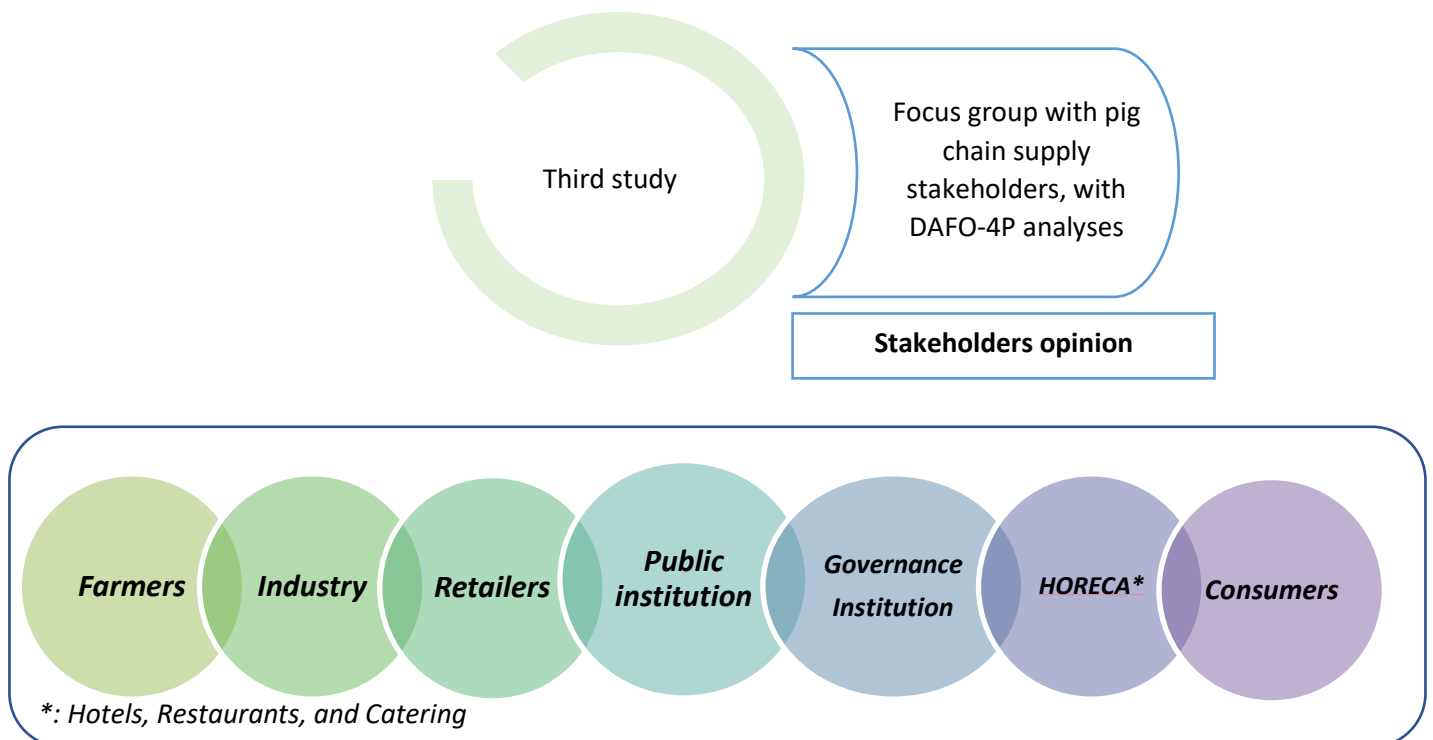 Third study
Focus group with pig
chain supply
stakeholders, with
DAFO-4P analyses
Stakeholders opinion
Farmers
Industry
Retailers
Public
institution
Governance
Institution
HORECA*
Consumers
*: Hotels, Restaurants, and Catering